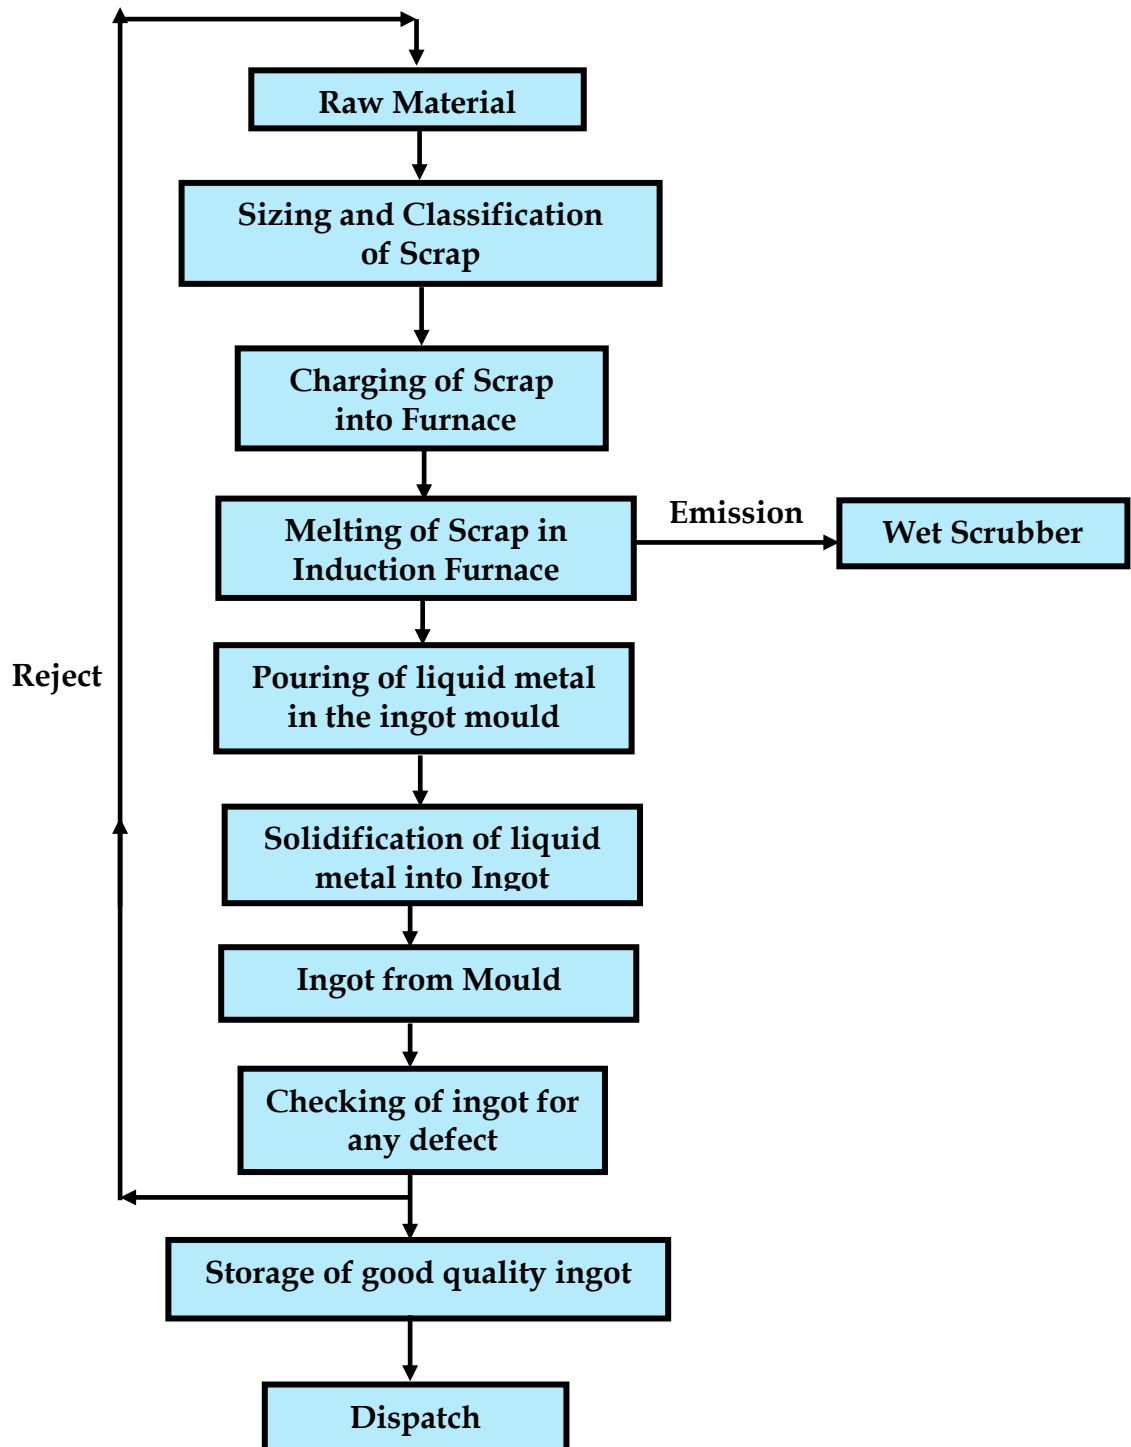 Raw Material
Sizing and Classification
of Scrap
Charging of Scrap
into Furnace
Melting of Scrap in
Induction Furnace
Emission
Wet Scrubber
Reject
Pouring of liquid metal
in the ingot mould
Solidification of liquid
metal into Ingot
Ingot from Mould
Checking of ingot for
any defect
Storage of good quality ingot
Dispatch